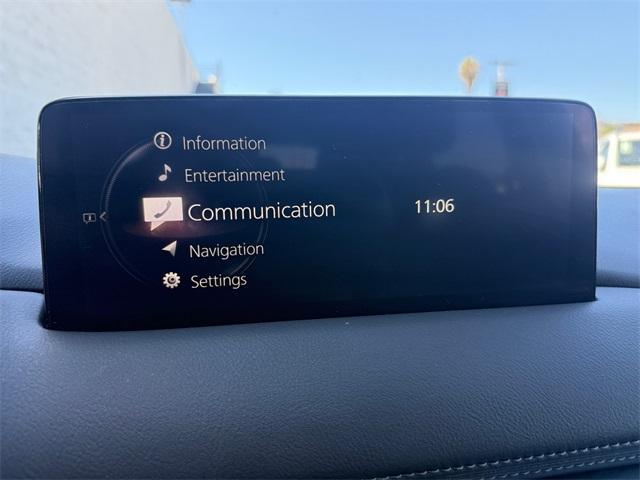 Information
Entertainment
Communication
11:06
Navigation
Settings